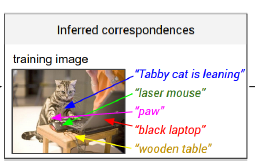 Inferred correspondences
training image
“Tabby cat is leaning”
“laser mouse”
“paw”
“black laptop”
“wooden table”